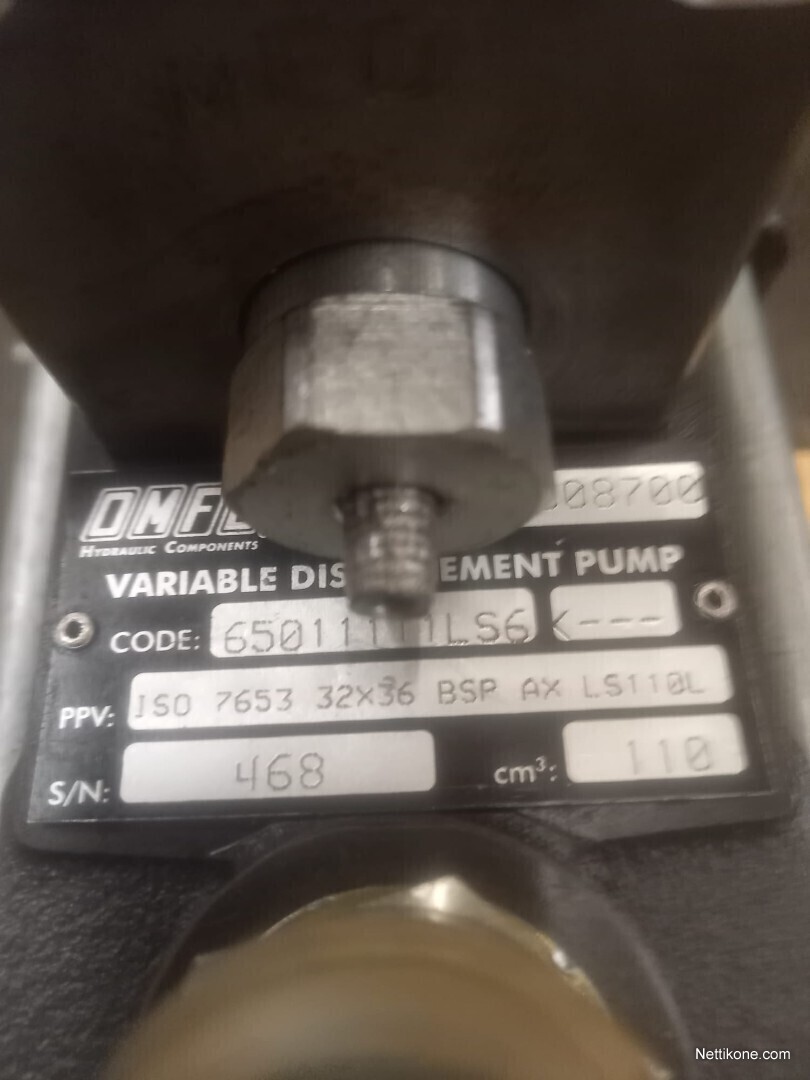 OMF
008700
HYDRAULIC COMPONENTS
VARIABLE DIS EMENT PUMP
CODE: 65011111LS6 K---
PPV: ISO 7653 32X36 BSP AX LS110L
S/N: 468 cm³: 110
Nettikone.com